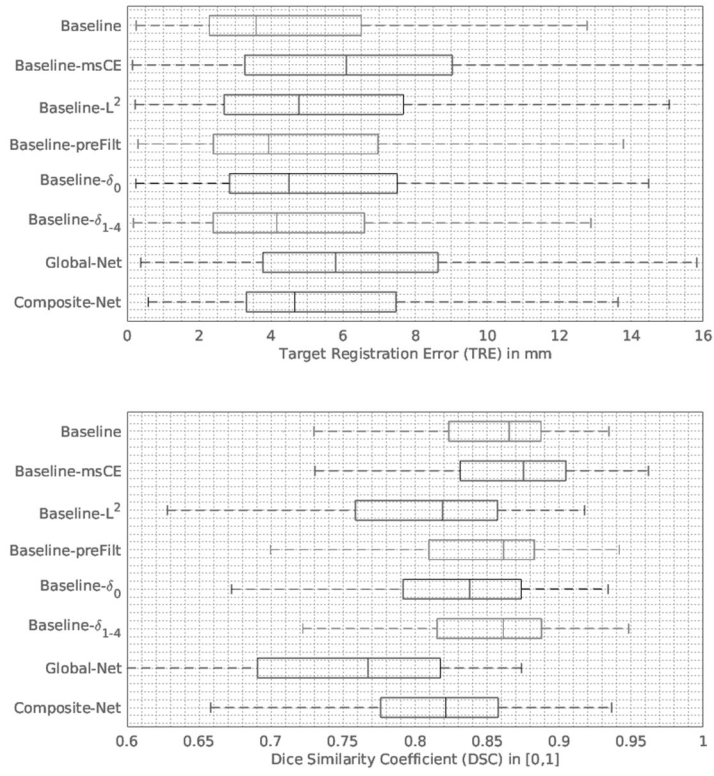 Baseline
Baseline-msCE
Baseline-L²
Baseline-preFilt
Baseline-δ₀
Baseline-δ₁₋₄
Global-Net
Composite-Net
0 2 4 6 8 10 12 14 16
Target Registration Error (TRE) in mm
Baseline
Baseline-msCE
Baseline-L²
Baseline-preFilt
Baseline-δ₀
Baseline-δ₁₋₄
Global-Net
Composite-Net
0.6 0.65 0.7 0.75 0.8 0.85 0.9 0.95 1
Dice Similarity Coefficient (DSC) in [0,1]